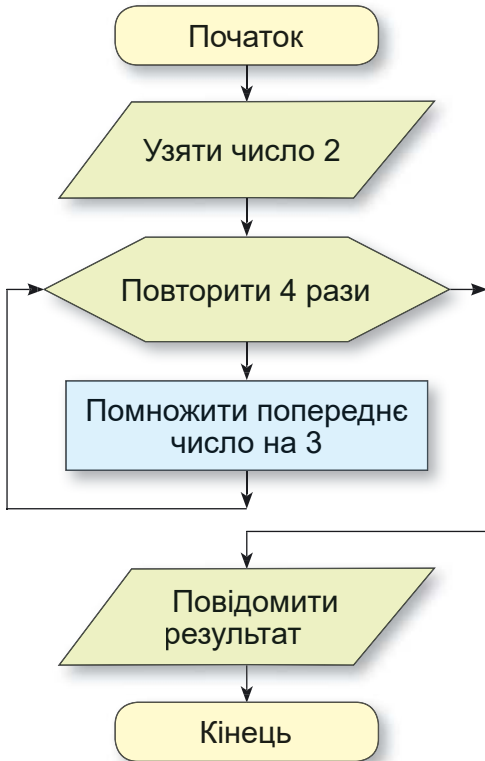 Початок
Узяти число 2
Повторити 4 рази
Помножити попереднє
число на 3
Повідомити
результат
Кінець